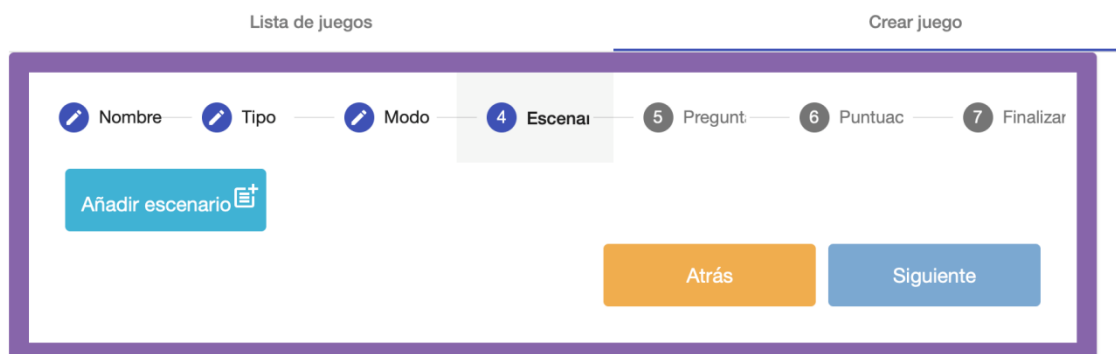 Lista de juegos Crear juego
Nombre Tipo Modo 4 Escenar 5 Pregunt 6 Puntuac 7 Finalizar
Añadir escenario
Atrás Siguiente